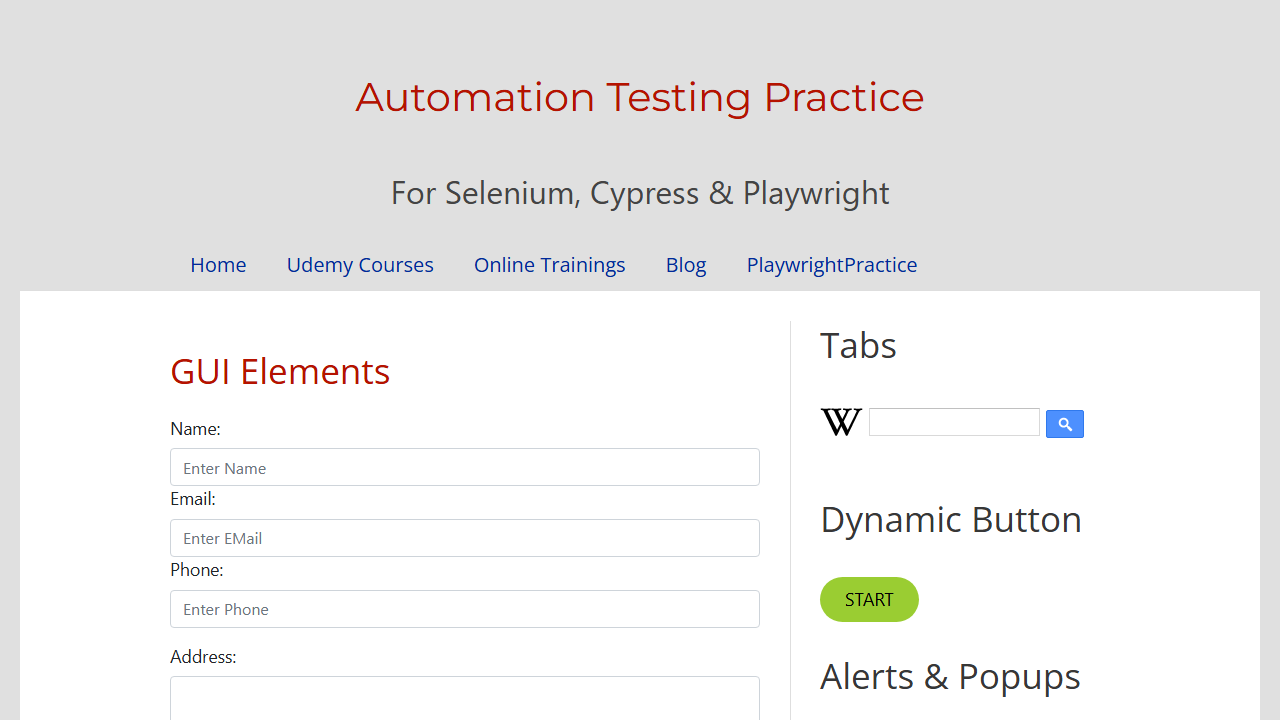 Automation Testing Practice
For Selenium, Cypress & Playwright
Home Udemy Courses Online Trainings Blog PlaywrightPractice
GUI Elements
Name:
Enter Name
Email:
Enter EMail
Phone:
Enter Phone
Address:
Tabs
W
Dynamic Button
START
Alerts & Popups